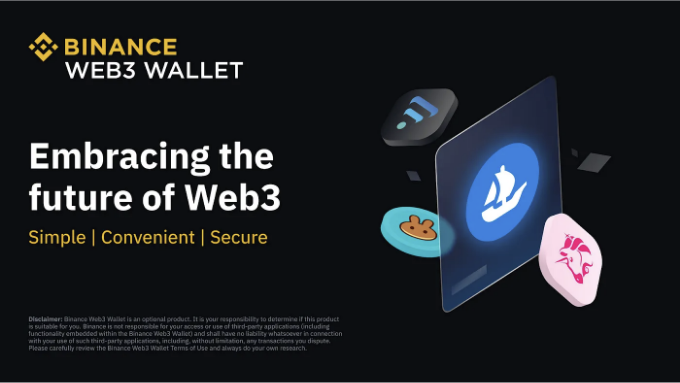 BINANCE
WEB3 WALLET
Embracing the
future of Web3
Simple | Convenient | Secure
Disclaimer: Binance Web3 Wallet is an optional product. It is your responsibility to determine if this product
is suitable for you. Binance is not responsible for your access or use of third-party applications (including
functionality embedded within the Binance Web3 Wallet) and shall have no liability whatsoever in connection
with your use of such third-party applications, including, without limitation, any transactions you dispute.
Please carefully review the Binance Web3 Wallet Terms of Use and always do your own research.